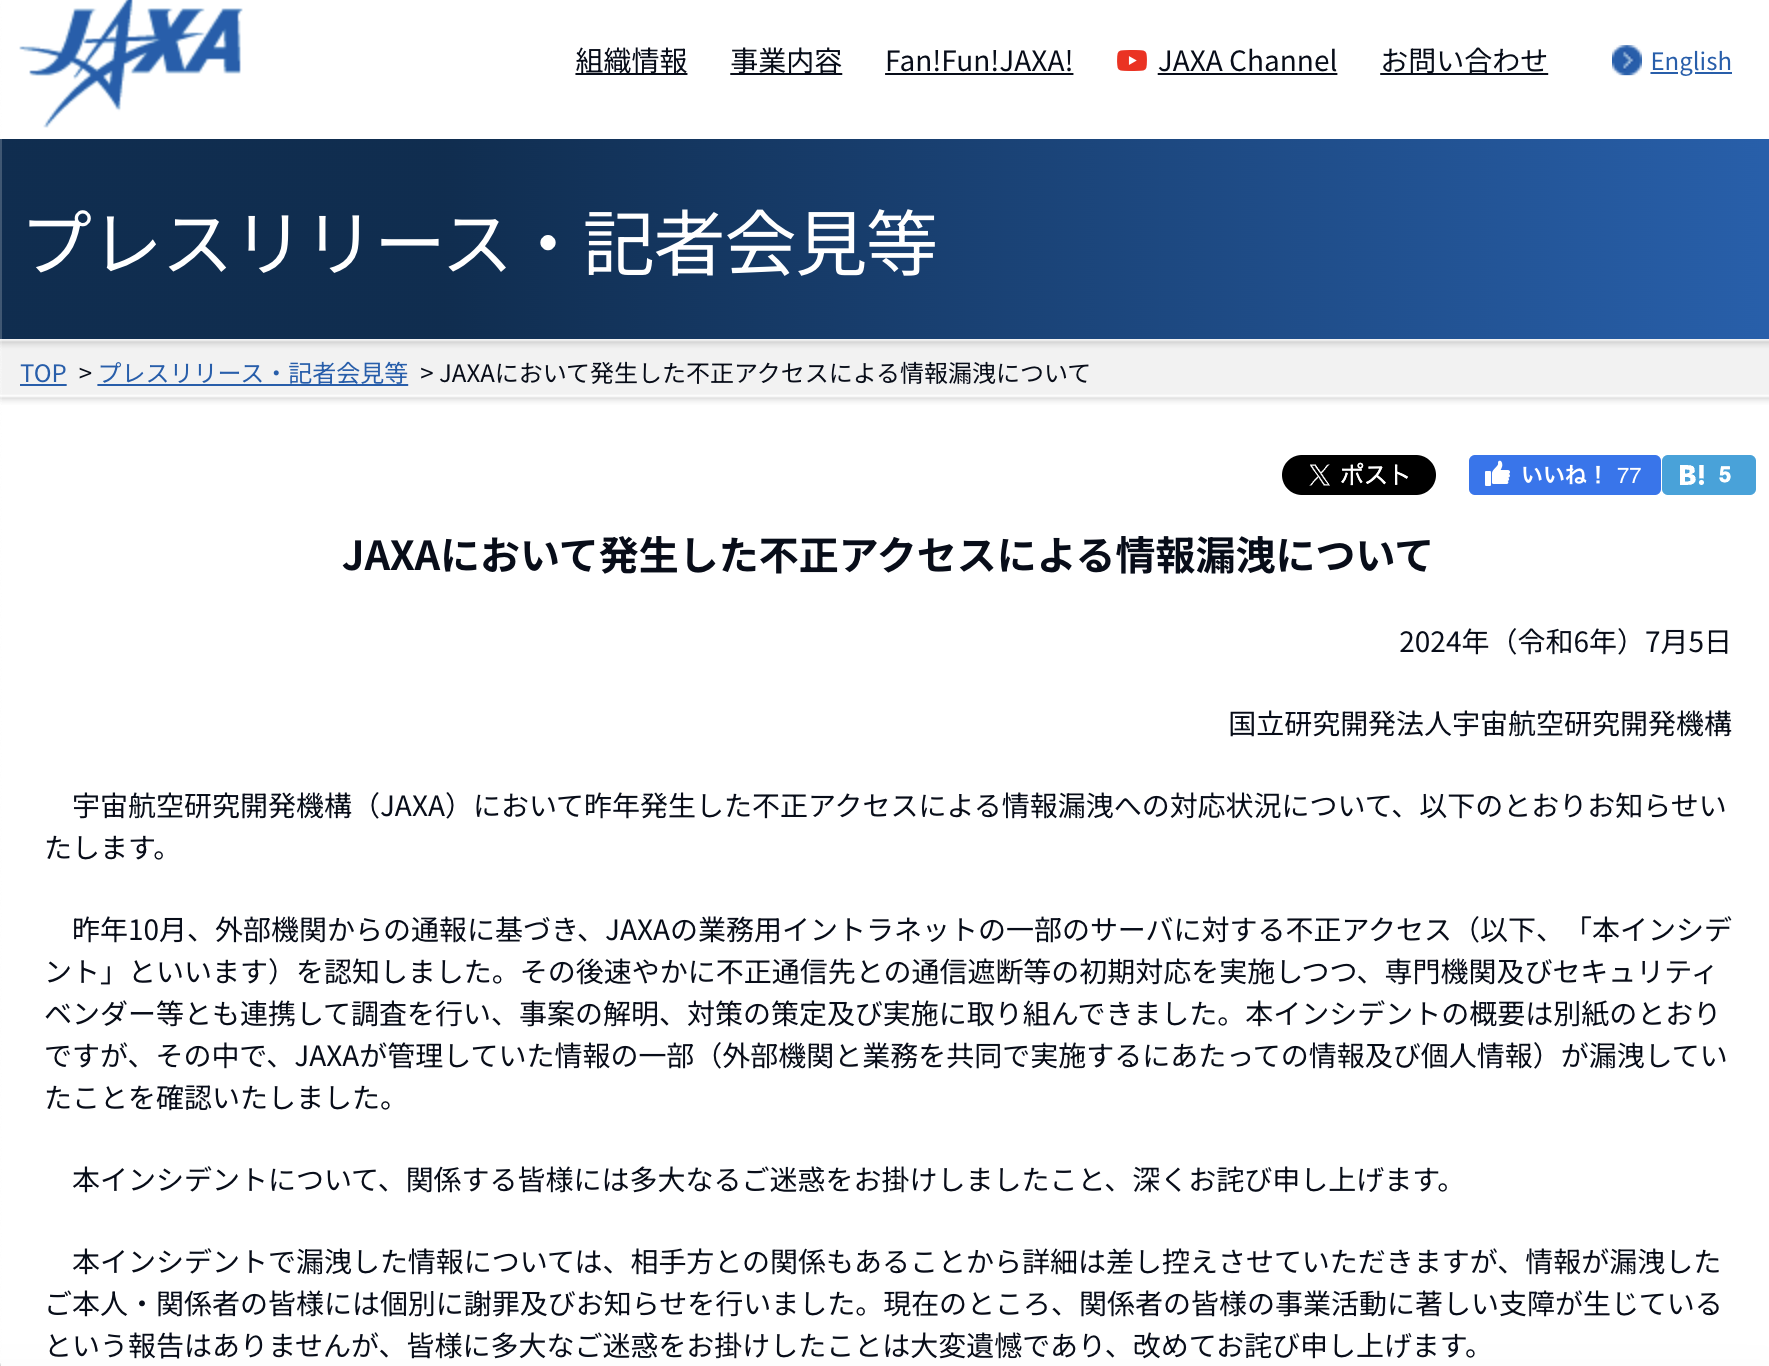 JAXA
組織情報 事業内容 Fan!Fun!JAXA! JAXA Channel お問い合わせ English
プレスリリース・記者会見等
TOP > プレスリリース・記者会見等 > JAXAにおいて発生した不正アクセスによる情報漏洩について
ポスト いいね！ 77 B! 5
JAXAにおいて発生した不正アクセスによる情報漏洩について
2024年（令和6年）7月5日
国立研究開発法人宇宙航空研究開発機構
宇宙航空研究開発機構（JAXA）において昨年発生した不正アクセスによる情報漏洩への対応状況について、以下のとおりお知らせい
たします。
昨年10月、外部機関からの通報に基づき、JAXAの業務用イントラネットの一部のサーバに対する不正アクセス（以下、「本インシデ
ント」といいます）を認知しました。その後速やかに不正通信先との通信遮断等の初期対応を実施しつつ、専門機関及びセキュリティ
ベンダー等とも連携して調査を行い、事案の解明、対策の策定及び実施に取り組んできました。本インシデントの概要は別紙のとおり
ですが、その中で、JAXAが管理していた情報の一部（外部機関と業務を共同で実施するにあたっての情報及び個人情報）が漏洩してい
たことを確認いたしました。
本インシデントについて、関係する皆様には多大なるご迷惑をお掛けしましたこと、深くお詫び申し上げます。
本インシデントで漏洩した情報については、相手方との関係もあることから詳細は差し控えさせていただきますが、情報が漏洩した
ご本人・関係者の皆様には個別に謝罪及びお知らせを行いました。現在のところ、関係者の皆様の事業活動に著しい支障が生じている
という報告はありませんが、皆様に多大なご迷惑をお掛けしたことは大変遺憾であり、改めてお詫び申し上げます。